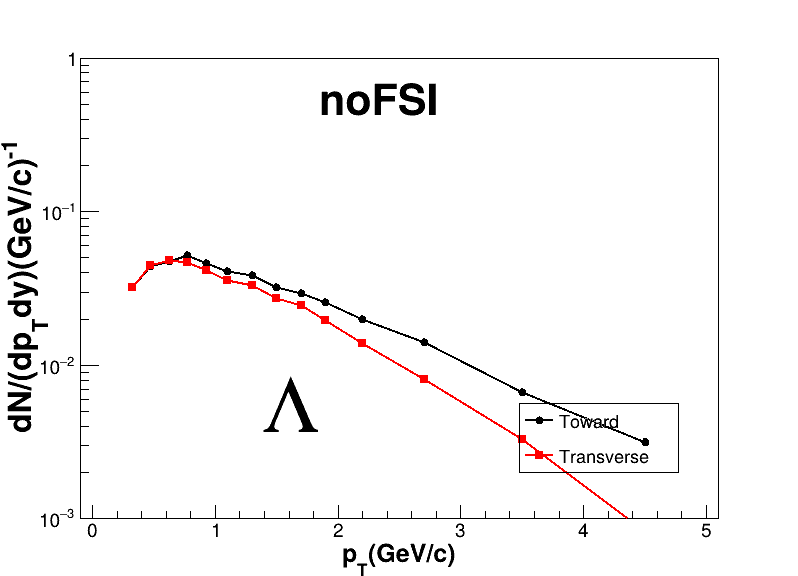 noFSI
1
10⁻¹
10⁻²
10⁻³
dN/(dp_T dy)(GeV/c)⁻¹
Λ
Toward
Transverse
0 1 2 3 4 5
p_T(GeV/c)